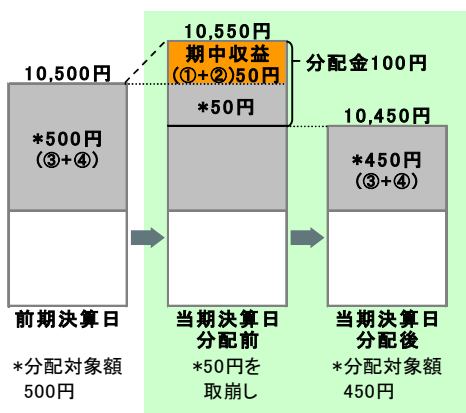 10,550円
期中収益
(①+②)50円
分配金100円
10,500円
*50円
10,450円
*500円
(③+④)
*450円
(③+④)
前期決算日
当期決算日
分配前
当期決算日
分配後
*分配対象額
500円
*50円を
取崩し
*分配対象額
450円